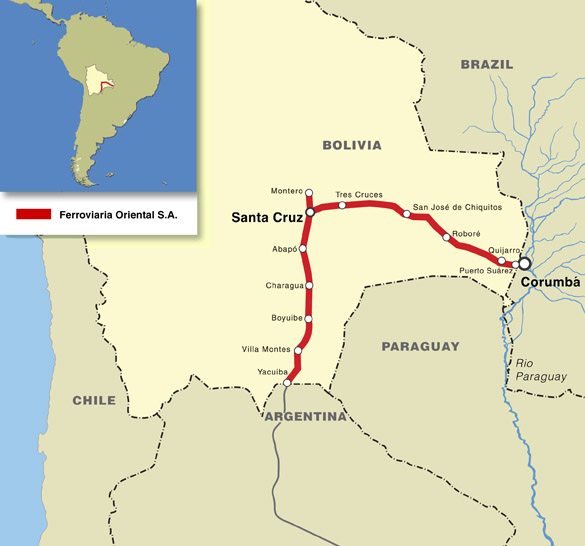 BRAZIL
BOLIVIA
Montero
Tres Cruces
San José de Chiquitos
Santa Cruz
Ferroviaria Oriental S.A.
Roboré
Abapó
Quijarro
Puerto Suárez
Corumbá
Charagua
Boyuibe
Villa Montes
PARAGUAY
Rio
Paraguay
Yacuiba
CHILE
ARGENTINA